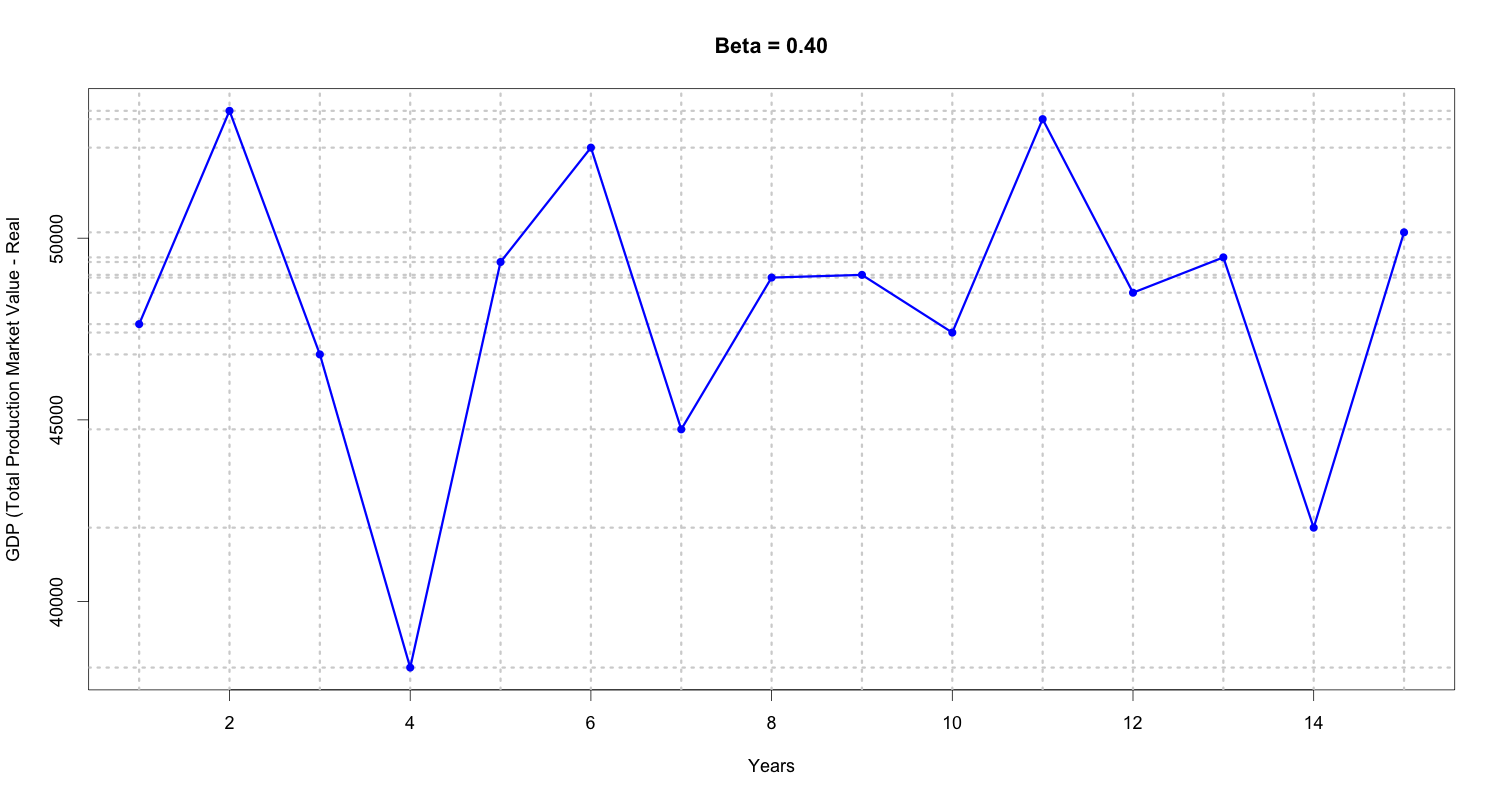 Beta = 0.40
GDP (Total Production Market Value - Real
50000
45000
40000
2 4 6 8 10 12 14
Years